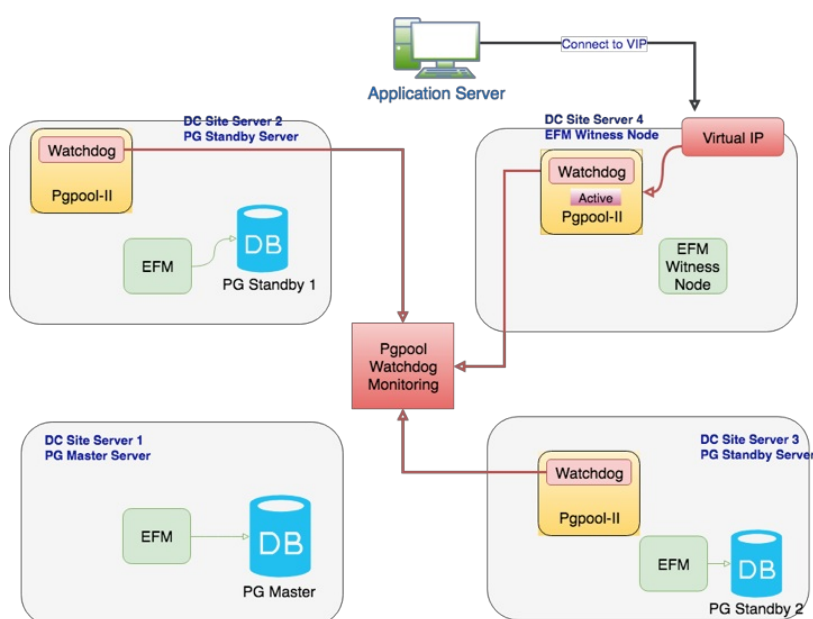 Connect to VIP
Application Server
DC Site Server 2
PG Standby Server
Watchdog
Pgpool-II
EFM
DB
PG Standby 1
DC Site Server 4
EFM Witness Node
Virtual IP
Watchdog
Active
Pgpool-II
EFM
Witness
Node
Pgpool
Watchdog
Monitoring
DC Site Server 1
PG Master Server
EFM
DB
PG Master
DC Site Server 3
PG Standby Server
Watchdog
Pgpool-II
EFM
DB
PG Standby 2